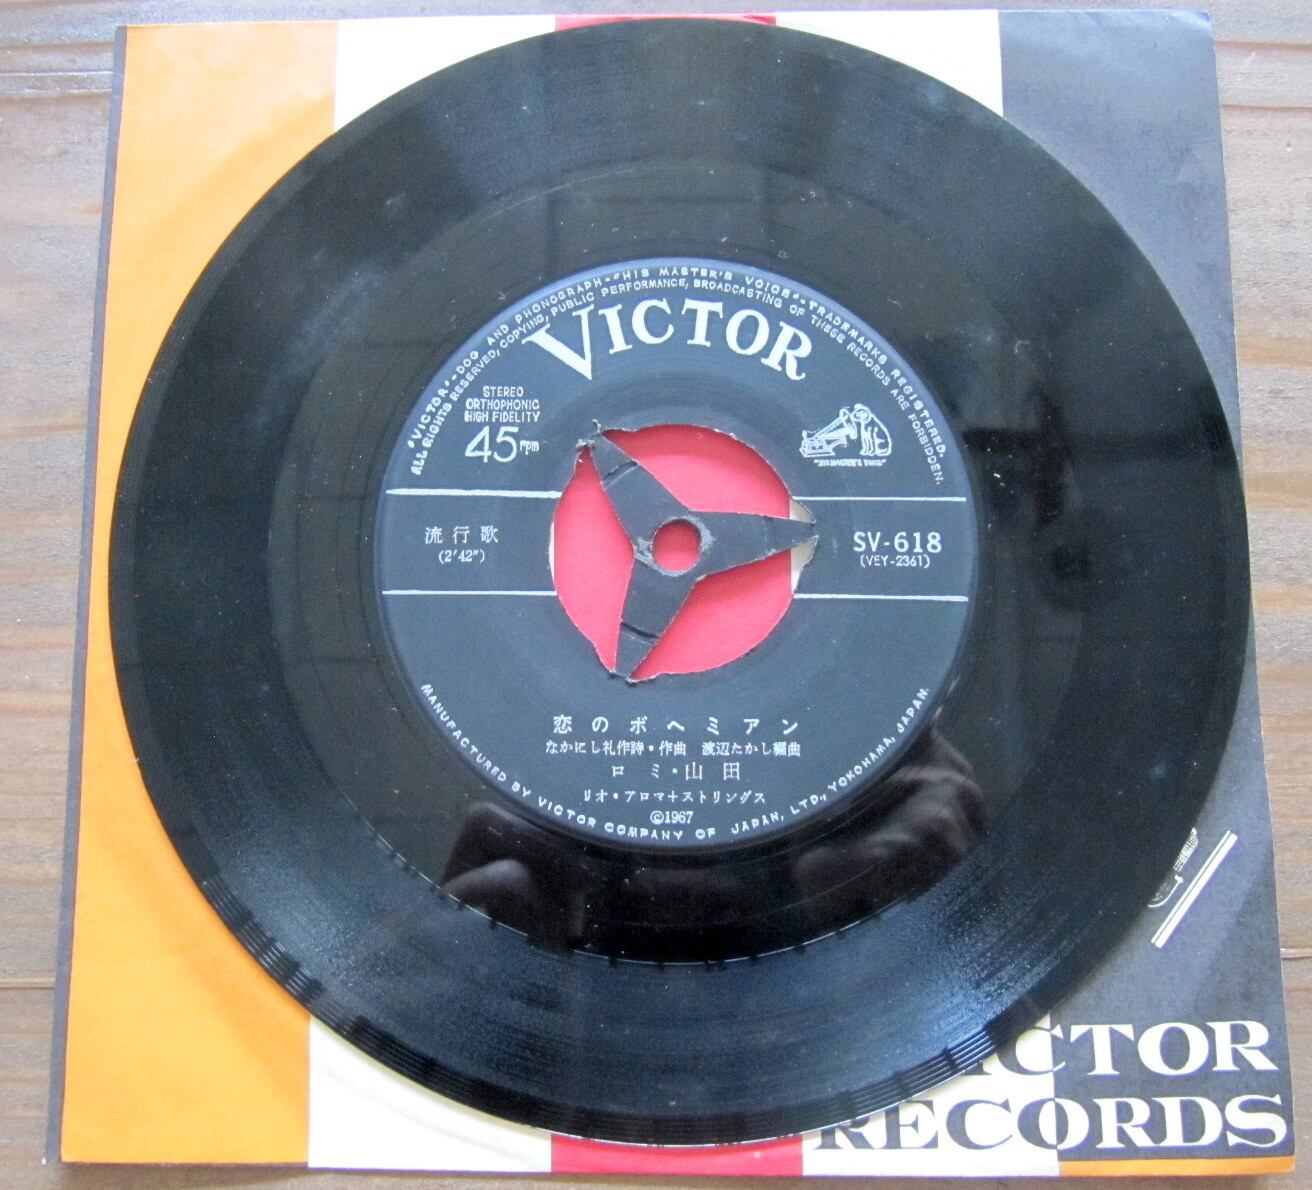 "VICTOR"-DOG AND PHONOGRAPH-"HIS MASTER'S VOICE"-TRADEMARKS REGISTERED.
ALL RIGHTS RESERVED, COPYING, PUBLIC PERFORMANCE, BROADCASTING OF THESE RECORDS ARE FORBIDDEN.
VICTOR
STEREO
ORTHOPHONIC
HIGH FIDELITY
45rpm
"HIS MASTER'S VOICE"
流行歌
(2'42")
SV-618
(VEY-2361)
恋のボヘミアン
なかにし礼作詩・作曲 渡辺たかし編曲
ロミ・山田
リオ・アロマ+ストリングス
©1967
MANUFACTURED BY VICTOR COMPANY OF JAPAN, LTD., YOKOHAMA, JAPAN.
VICTOR
RECORDS